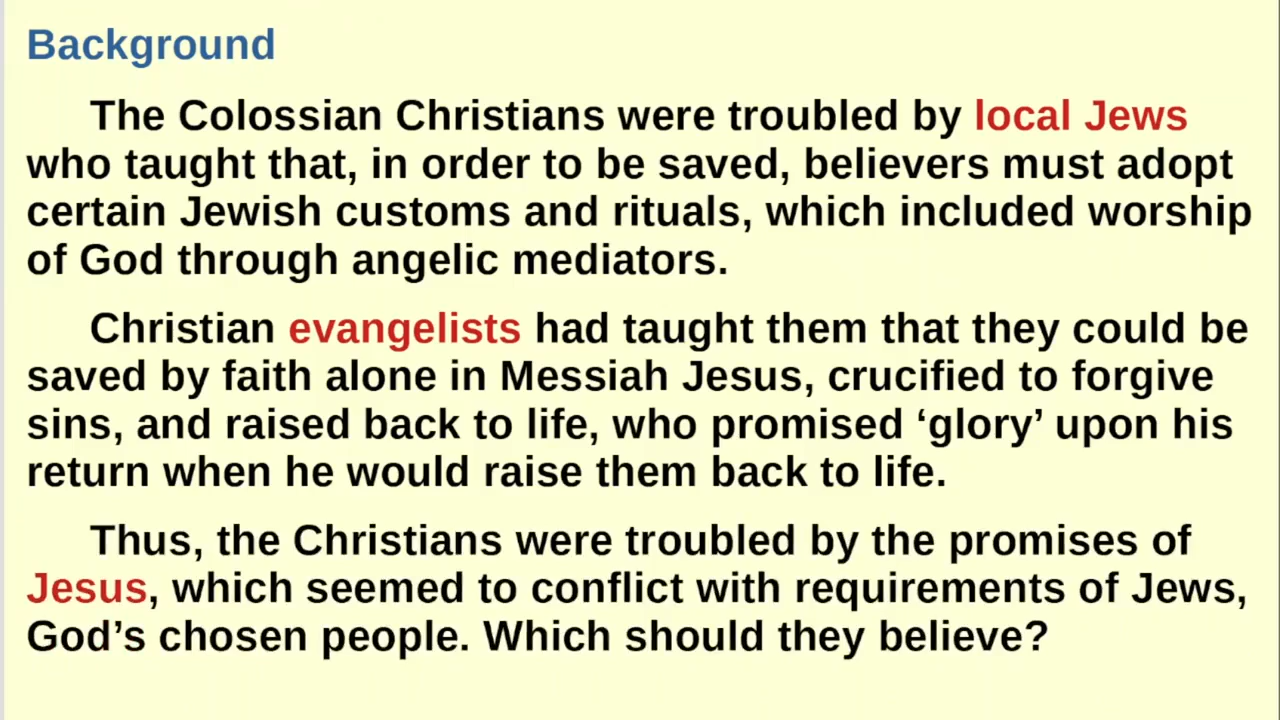 Background
The Colossian Christians were troubled by local Jews
who taught that, in order to be saved, believers must adopt
certain Jewish customs and rituals, which included worship
of God through angelic mediators.
Christian evangelists had taught them that they could be
saved by faith alone in Messiah Jesus, crucified to forgive
sins, and raised back to life, who promised ‘glory’ upon his
return when he would raise them back to life.
Thus, the Christians were troubled by the promises of
Jesus, which seemed to conflict with requirements of Jews,
God’s chosen people. Which should they believe?